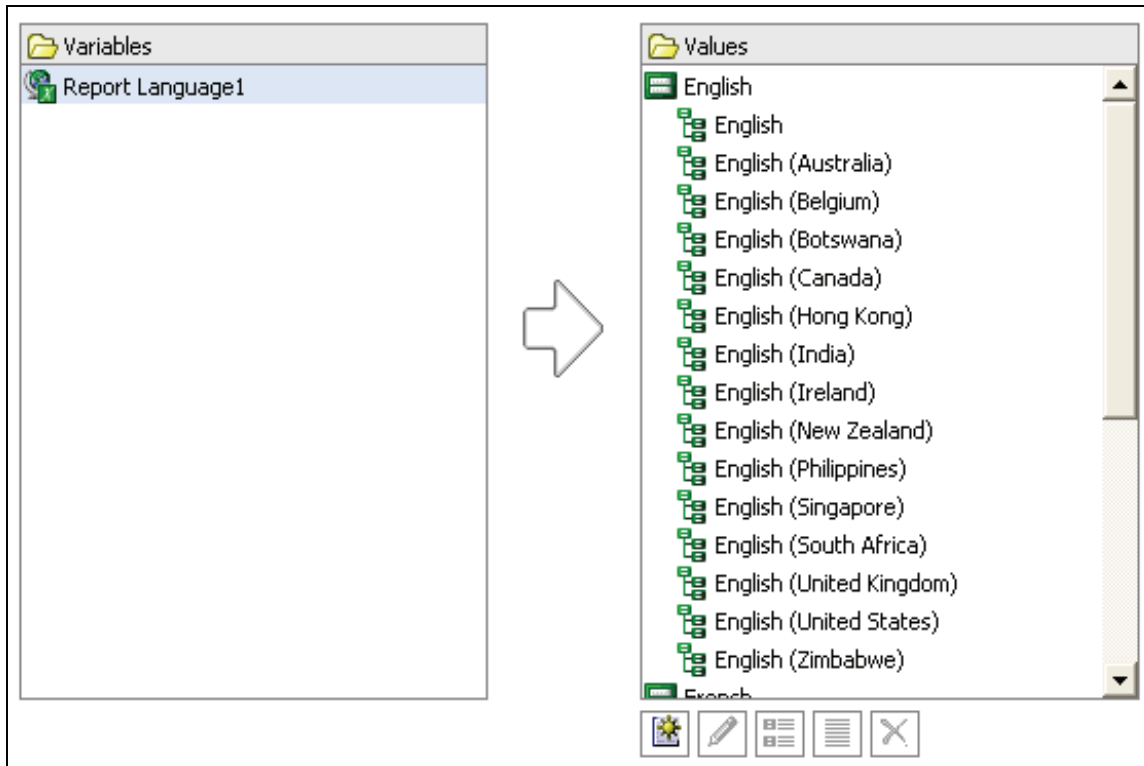 Variables
Report Language1
Values
English
English
English (Australia)
English (Belgium)
English (Botswana)
English (Canada)
English (Hong Kong)
English (India)
English (Ireland)
English (New Zealand)
English (Philippines)
English (Singapore)
English (South Africa)
English (United Kingdom)
English (United States)
English (Zimbabwe)
French